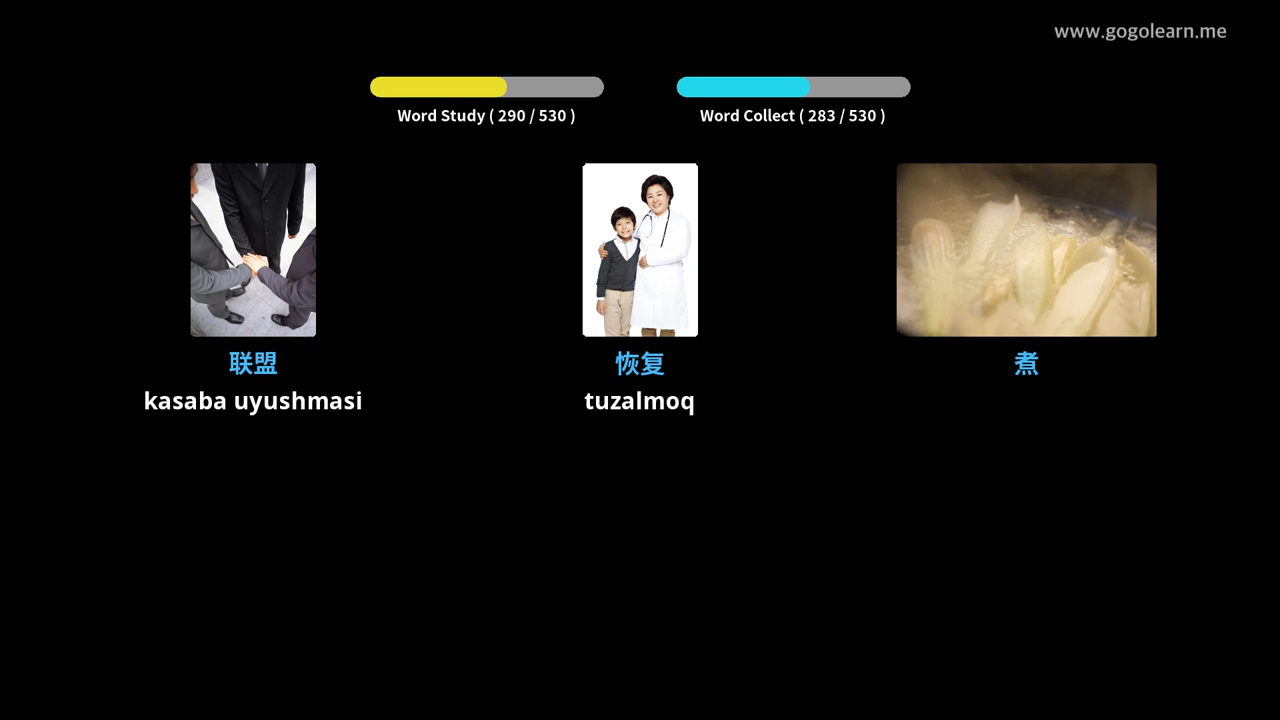 www.gogolearn.me
Word Study ( 290 / 530 )
Word Collect ( 283 / 530 )
联盟
kasaba uyushmasi
恢复
tuzalmoq
煮